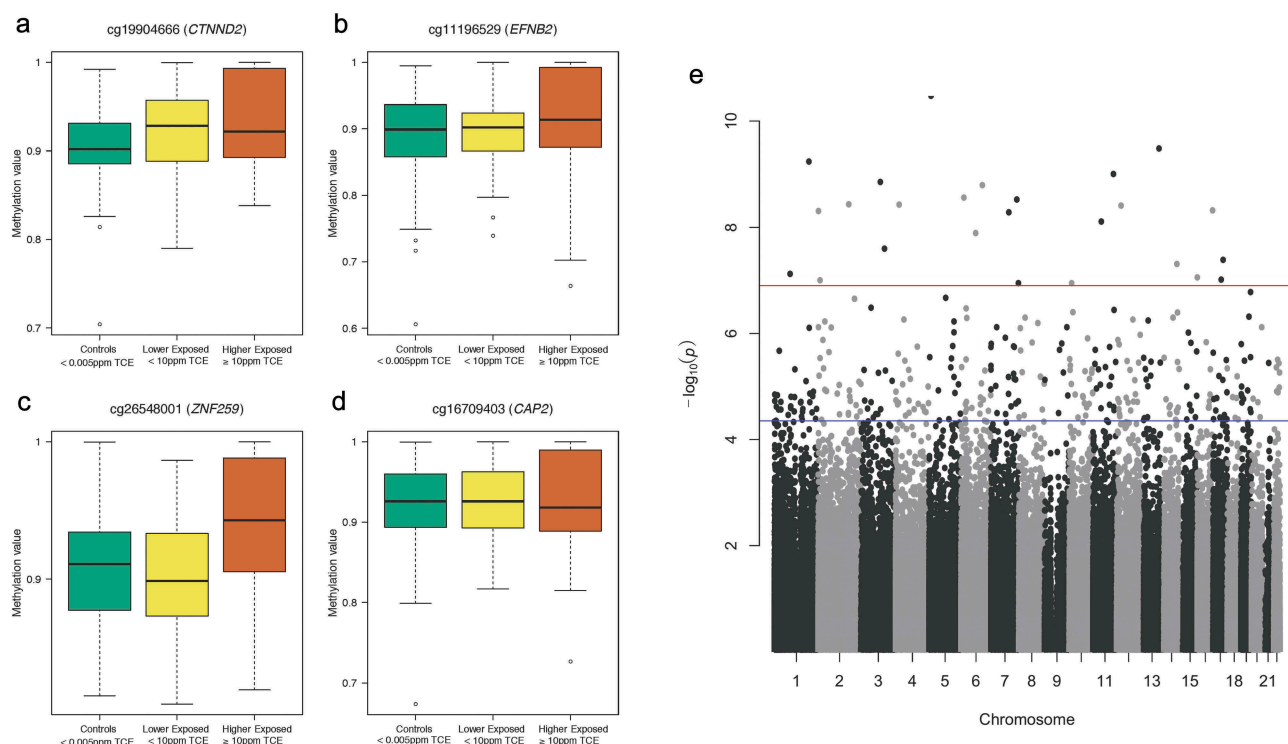 a
cg19904666 (CTNND2)
Methylation value
1
0.9
0.8
0.7
Controls
< 0.005ppm TCE
Lower Exposed
< 10ppm TCE
Higher Exposed
≥ 10ppm TCE
b
cg11196529 (EFNB2)
Methylation value
1
0.9
0.8
0.7
0.6
Controls
< 0.005ppm TCE
Lower Exposed
< 10ppm TCE
Higher Exposed
≥ 10ppm TCE
c
cg26548001 (ZNF259)
Methylation value
1
0.9
Controls
< 0.005ppm TCE
Lower Exposed
< 10ppm TCE
Higher Exposed
≥ 10ppm TCE
d
cg16709403 (CAP2)
Methylation value
1
0.9
0.8
0.7
Controls
< 0.005ppm TCE
Lower Exposed
< 10ppm TCE
Higher Exposed
≥ 10ppm TCE
e
−log10(p)
10
8
6
4
2
1 2 3 4 5 6 7 8 9 11 13 15 18 21
Chromosome